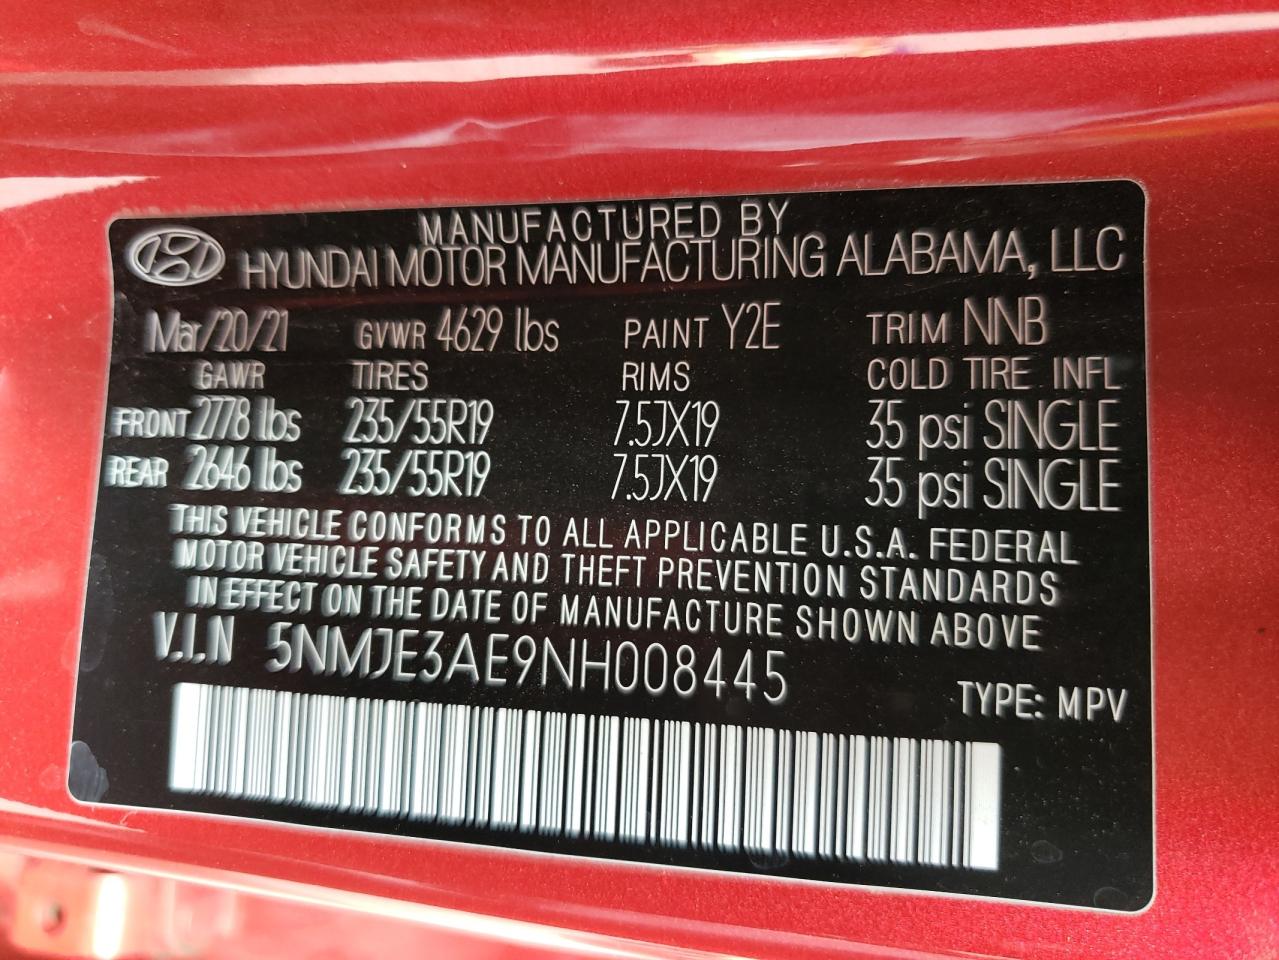 MANUFACTURED BY
HYUNDAI MOTOR MANUFACTURING ALABAMA, LLC
Mar/20/21 GVWR 4629 lbs PAINT Y2E TRIM NNB
GAWR TIRES RIMS COLD TIRE INFL
FRONT 2778 lbs 235/55R19 7.5JX19 35 psi SINGLE
REAR 2646 lbs 235/55R19 7.5JX19 35 psi SINGLE
THIS VEHICLE CONFORMS TO ALL APPLICABLE U.S.A. FEDERAL
MOTOR VEHICLE SAFETY AND THEFT PREVENTION STANDARDS
IN EFFECT ON THE DATE OF MANUFACTURE SHOWN ABOVE
V.I.N 5NMJE3AE9NH008445
TYPE: MPV